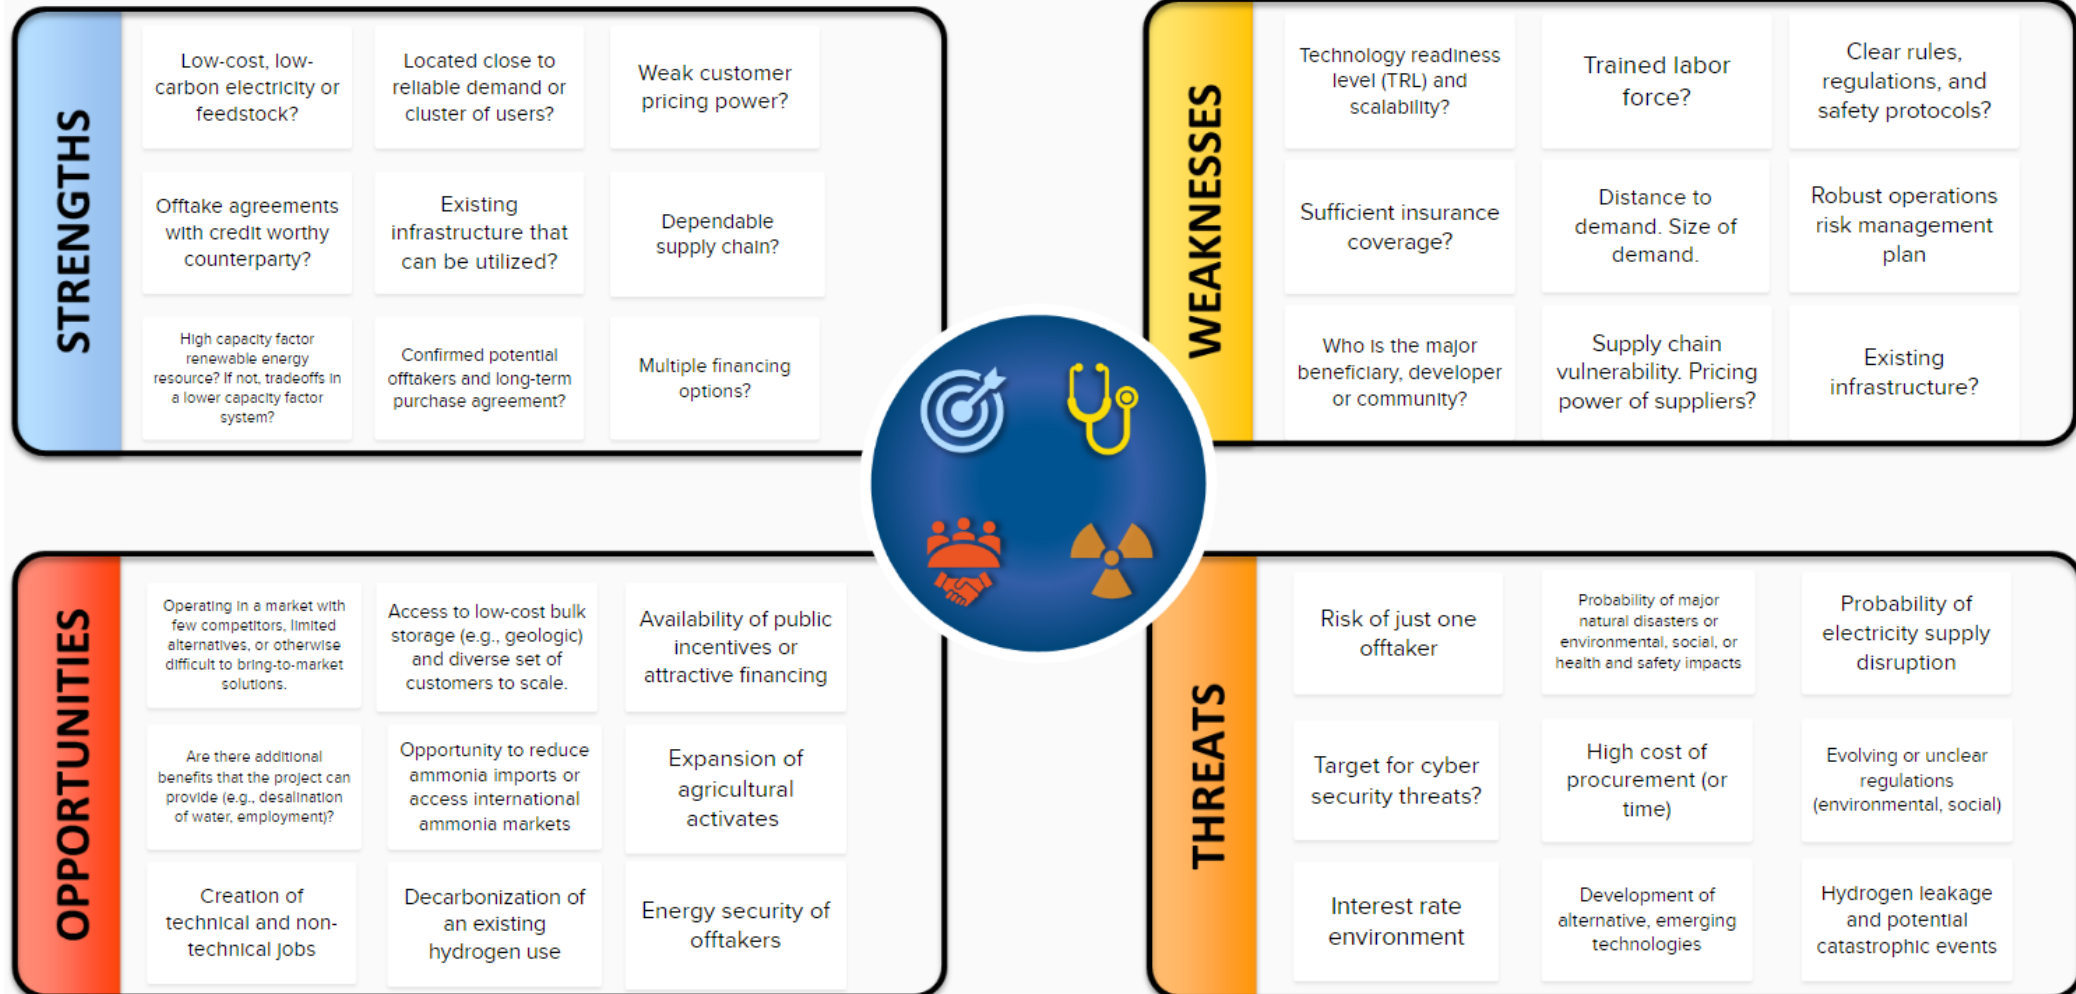 STRENGTHS
Low-cost, low-
carbon electricity or
feedstock?
Located close to
reliable demand or
cluster of users?
Weak customer
pricing power?
Offtake agreements
with credit worthy
counterparty?
Existing
infrastructure that
can be utilized?
Dependable
supply chain?
High capacity factor
renewable energy
resource? If not, tradeoffs in
a lower capacity factor
system?
Confirmed potential
offtakers and long-term
purchase agreement?
Multiple financing
options?
WEAKNESSES
Technology readiness
level (TRL) and
scalability?
Trained labor
force?
Clear rules,
regulations, and
safety protocols?
Sufficient insurance
coverage?
Distance to
demand. Size of
demand.
Robust operations
risk management
plan
Who is the major
beneficiary, developer
or community?
Supply chain
vulnerability. Pricing
power of suppliers?
Existing
infrastructure?
OPPORTUNITIES
Operating in a market with
few competitors, limited
alternatives, or otherwise
difficult to bring-to-market
solutions.
Access to low-cost bulk
storage (e.g., geologic)
and diverse set of
customers to scale.
Availability of public
incentives or
attractive financing
Are there additional
benefits that the project can
provide (e.g., desalination
of water, employment)?
Opportunity to reduce
ammonia imports or
access international
ammonia markets
Expansion of
agricultural
activates
Creation of
technical and non-
technical jobs
Decarbonization of
an existing
hydrogen use
Energy security of
offtakers
THREATS
Risk of just one
offtaker
Probability of major
natural disasters or
environmental, social, or
health and safety impacts
Probability of
electricity supply
disruption
Target for cyber
security threats?
High cost of
procurement (or
time)
Evolving or unclear
regulations
(environmental, social)
Interest rate
environment
Development of
alternative, emerging
technologies
Hydrogen leakage
and potential
catastrophic events